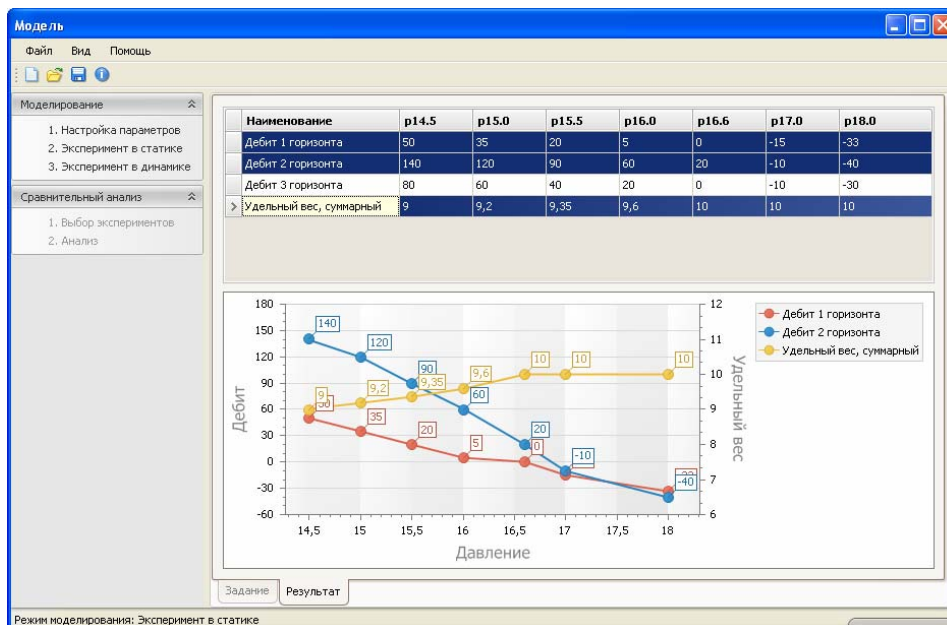 Модель
Файл Вид Помощь
Моделирование
1. Настройка параметров
2. Эксперимент в статике
3. Эксперимент в динамике
Сравнительный анализ
1. Выбор экспериментов
2. Анализ
Наименование p14.5 p15.0 p15.5 p16.0 p16.6 p17.0 p18.0
Дебит 1 горизонта 50 35 20 5 0 -15 -33
Дебит 2 горизонта 140 120 90 60 20 -10 -40
Дебит 3 горизонта 80 60 40 20 0 -10 -30
Удельный вес, суммарный 9 9,2 9,35 9,6 10 10 10
Дебит
180
150
120
90
60
30
0
-30
-60
140
120
90
60
20
-10
-40
9
9,2
9,35
9,6
10
10
10
35
20
5
0
14,5 15 15,5 16 16,5 17 17,5 18
Давление
12
11
10
9
8
7
6
Удельный вес
Дебит 1 горизонта
Дебит 2 горизонта
Удельный вес, суммарный
Задание Результат
Режим моделирования: Эксперимент в статике